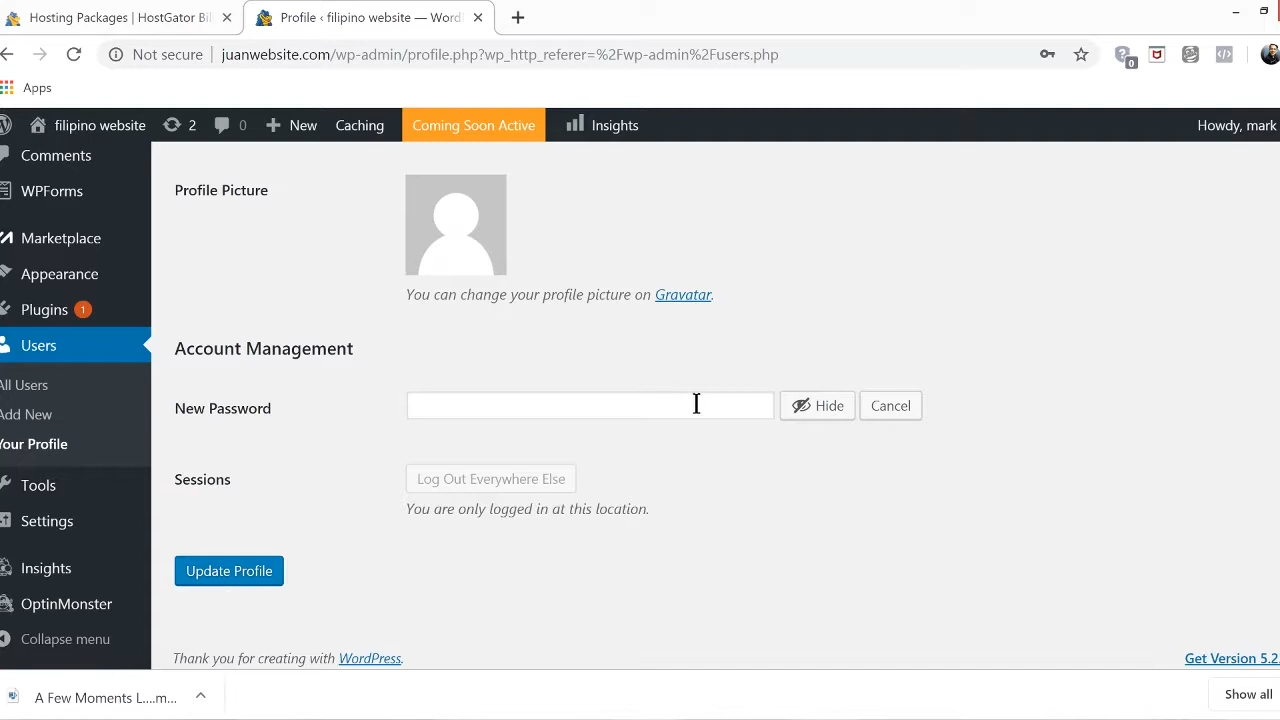 Hosting Packages | HostGator Bil
Profile ‹ filipino website — Word
Not secure
juanwebsite.com/wp-admin/profile.php?wp_http_referer=%2Fwp-admin%2Fusers.php
0
Apps
filipino website
2
0
New
Caching
Coming Soon Active
Insights
Howdy, mark
Comments
WPForms
Marketplace
Appearance
Plugins 1
Users
All Users
Add New
Your Profile
Tools
Settings
Insights
OptinMonster
Collapse menu
Profile Picture
You can change your profile picture on Gravatar.
Account Management
New Password
Hide
Cancel
Sessions
Log Out Everywhere Else
You are only logged in at this location.
Update Profile
Thank you for creating with WordPress.
Get Version 5.2.
A Few Moments L....m...
Show all